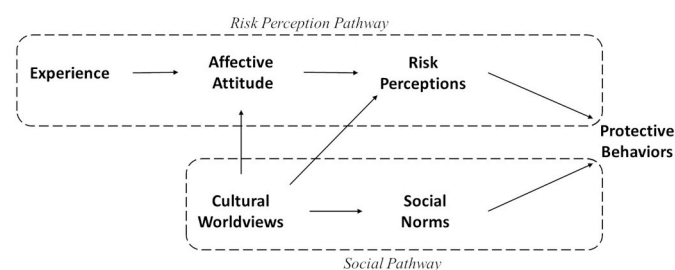 Risk Perception Pathway
Experience
Affective
Attitude
Risk
Perceptions
Protective
Behaviors
Cultural
Worldviews
Social
Norms
Social Pathway